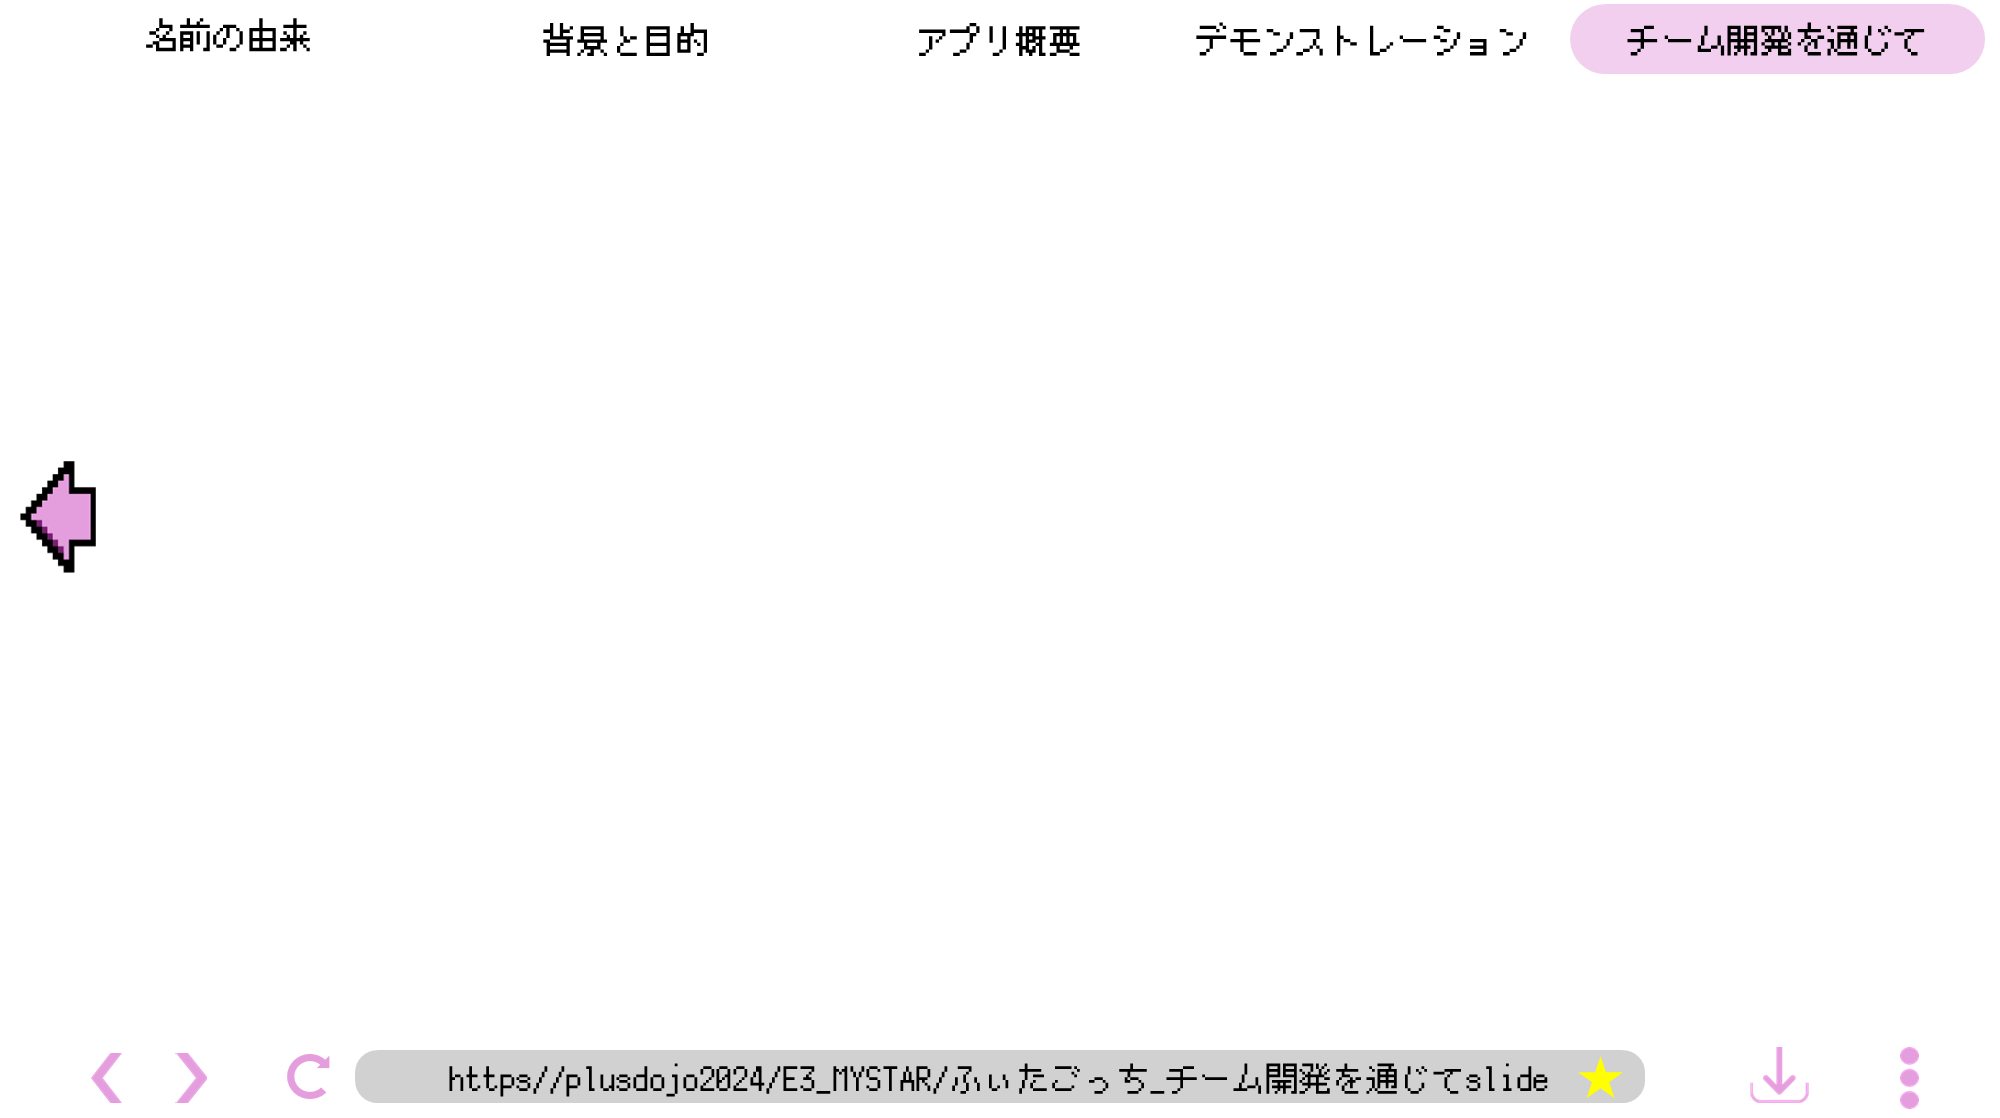 名前の由来
背景と目的
アプリ概要
デモンストレーション
チーム開発を通じて
https//plusdojo2024/E3_MYSTAR/ふぃたごっち_チーム開発を通じてslide